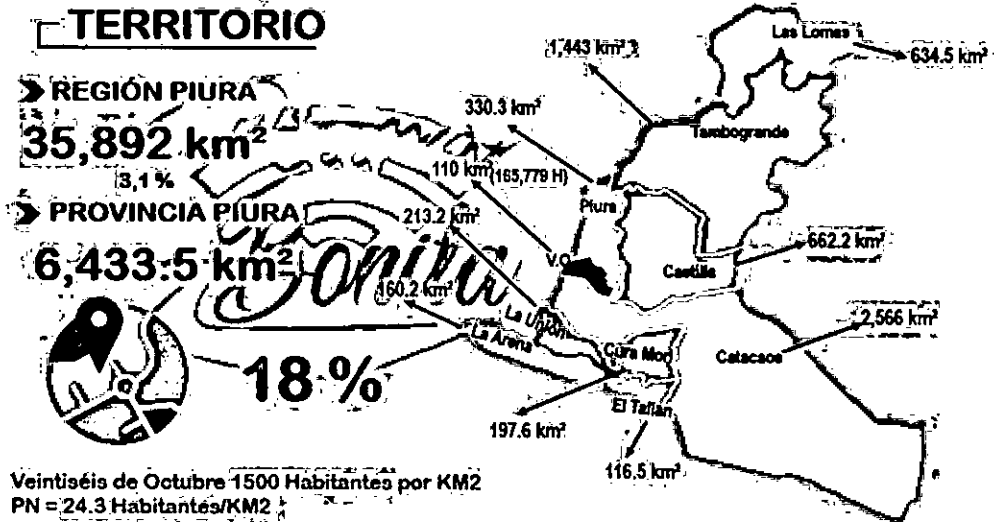 TERRITORIO
REGIÓN PIURA
35,892 km²
3,1 %
PROVINCIA PIURA
6,433.5 km²
Bonita
18 %
Veintiséis de Octubre 1500 Habitantes por KM2
PN = 24.3 Habitantes/KM2
Las Lomas
634.5 km²
1,443 km²
Tambogrande
330.3 km²
110 km²
(165,779 H)
Piura
213.2 km²
V.O
662.2 km²
Castilla
160.2 km²
La Unión
La Arena
2,566 km²
Cura Mori
Catacaos
El Tallán
197.6 km²
116,5 km²